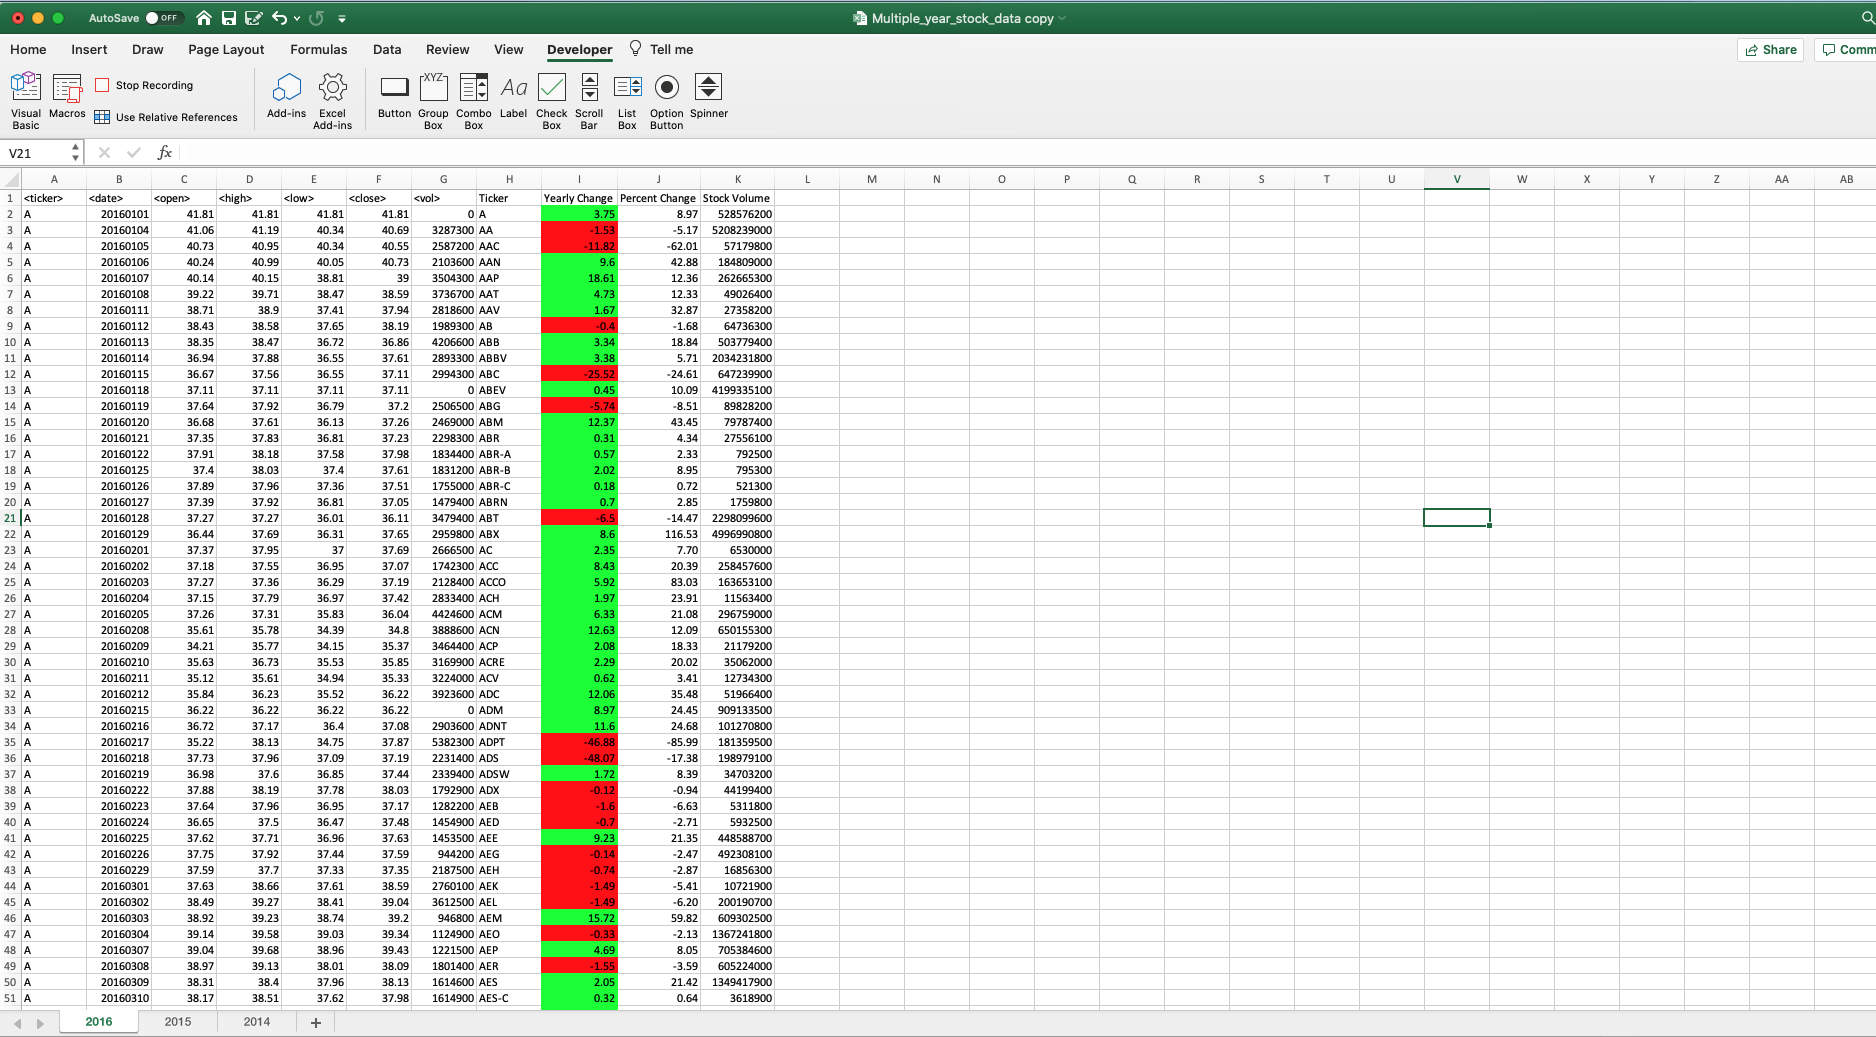 AutoSave OFF Multiple_year_stock_data copy
Home Insert Draw Page Layout Formulas Data Review View Developer Tell me Share Comm
Stop Recording
Use Relative References
Visual Basic Macros Add-ins Excel Add-ins Button Group Box Combo Box Label Check Box Scroll Bar List Box Option Button Spinner
XYZ Aa
V21 fx
A B C D E F G H I J K L M N O P Q R S T U V W X Y Z AA AB
1 <ticker> <date> <open> <high> <low> <close> <vol> Ticker Yearly Change Percent Change Stock Volume
2 A 20160101 41.81 41.81 41.81 41.81 0 A 3.75 8.97 528576200
3 A 20160104 41.06 41.19 40.34 40.69 3287300 AA -1.53 -5.17 5208239000
4 A 20160105 40.73 40.95 40.34 40.55 2587200 AAC -11.82 -62.01 57179800
5 A 20160106 40.24 40.99 40.05 40.73 2103600 AAN 9.6 42.88 184809000
6 A 20160107 40.14 40.15 38.81 39 3504300 AAP 18.61 12.36 262665300
7 A 20160108 39.22 39.71 38.47 38.59 3736700 AAT 4.73 12.33 49026400
8 A 20160111 38.71 38.9 37.41 37.94 2818600 AAV 1.67 32.87 27358200
9 A 20160112 38.43 38.58 37.65 38.19 1989300 AB -0.4 -1.68 64736300
10 A 20160113 38.35 38.47 36.72 36.86 4206600 ABB 3.34 18.84 503779400
11 A 20160114 36.94 37.88 36.55 37.61 2893300 ABBV 3.38 5.71 2034231800
12 A 20160115 36.67 37.56 36.55 37.11 2994300 ABC -25.52 -24.61 647239900
13 A 20160118 37.11 37.11 37.11 37.11 0 ABEV 0.45 10.09 4199335100
14 A 20160119 37.64 37.92 36.79 37.2 2506500 ABG -5.74 -8.51 89828200
15 A 20160120 36.68 37.61 36.13 37.26 2469000 ABM 12.37 43.45 79787400
16 A 20160121 37.35 37.83 36.81 37.23 2298300 ABR 0.31 4.34 27556100
17 A 20160122 37.91 38.18 37.58 37.98 1834400 ABR-A 0.57 2.33 792500
18 A 20160125 37.4 38.03 37.4 37.61 1831200 ABR-B 2.02 8.95 795300
19 A 20160126 37.89 37.96 37.36 37.51 1755000 ABR-C 0.18 0.72 521300
20 A 20160127 37.39 37.92 36.81 37.05 1479400 ABRN 0.7 2.85 1759800
21 A 20160128 37.27 37.27 36.01 36.11 3479400 ABT -6.5 -14.47 2298099600
22 A 20160129 36.44 37.69 36.31 37.65 2959800 ABX 8.6 116.53 4996990800
23 A 20160201 37.37 37.95 37 37.69 2666500 AC 2.35 7.70 6530000
24 A 20160202 37.18 37.55 36.95 37.07 1742300 ACC 8.43 20.39 258457600
25 A 20160203 37.27 37.36 36.29 37.19 2128400 ACCO 5.92 83.03 163653100
26 A 20160204 37.15 37.79 36.97 37.42 2833400 ACH 1.97 23.91 11563400
27 A 20160205 37.26 37.31 35.83 36.04 4424600 ACM 6.33 21.08 296759000
28 A 20160208 35.61 35.78 34.39 34.8 3888600 ACN 12.63 12.09 650155300
29 A 20160209 34.21 35.77 34.15 35.37 3464400 ACP 2.08 18.33 21179200
30 A 20160210 35.63 36.73 35.53 35.85 3169900 ACRE 2.29 20.02 35062000
31 A 20160211 35.12 35.61 34.94 35.33 3224000 ACV 0.62 3.41 12734300
32 A 20160212 35.84 36.23 35.52 36.22 3923600 ADC 12.06 35.48 51966400
33 A 20160215 36.22 36.22 36.22 36.22 0 ADM 8.97 24.45 909133500
34 A 20160216 36.72 37.17 36.4 37.08 2903600 ADNT 11.6 24.68 101270800
35 A 20160217 35.22 38.13 34.75 37.87 5382300 ADPT -46.88 -85.99 181359500
36 A 20160218 37.73 37.96 37.09 37.19 2231400 ADS -48.07 -17.38 198979100
37 A 20160219 36.98 37.6 36.85 37.44 2339400 ADSW 1.72 8.39 34703200
38 A 20160222 37.88 38.19 37.78 38.03 1792900 ADX -0.12 -0.94 44199400
39 A 20160223 37.64 37.96 36.95 37.17 1282200 AEB -1.6 -6.63 5311800
40 A 20160224 36.65 37.5 36.47 37.48 1454900 AED -0.7 -2.71 5932500
41 A 20160225 37.62 37.71 36.96 37.63 1453500 AEE 9.23 21.35 448588700
42 A 20160226 37.75 37.92 37.44 37.59 944200 AEG -0.14 -2.47 492308100
43 A 20160229 37.59 37.7 37.33 37.35 2187500 AEH -0.74 -2.87 16856300
44 A 20160301 37.63 38.66 37.61 38.59 2760100 AEK -1.49 -5.41 10721900
45 A 20160302 38.49 39.27 38.41 39.04 3612500 AEL -1.49 -6.20 200190700
46 A 20160303 38.92 39.23 38.74 39.2 946800 AEM 15.72 59.82 609302500
47 A 20160304 39.14 39.58 39.03 39.34 1124900 AEO -0.33 -2.13 1367241800
48 A 20160307 39.04 39.68 38.96 39.43 1221500 AEP 4.69 8.05 705384600
49 A 20160308 38.97 39.13 38.01 38.09 1801400 AER -1.55 -3.59 605224000
50 A 20160309 38.31 38.4 37.96 38.13 1614600 AES 2.05 21.42 1349417900
51 A 20160310 38.17 38.51 37.62 37.98 1614900 AES-C 0.32 0.64 3618900
2016 2015 2014 +